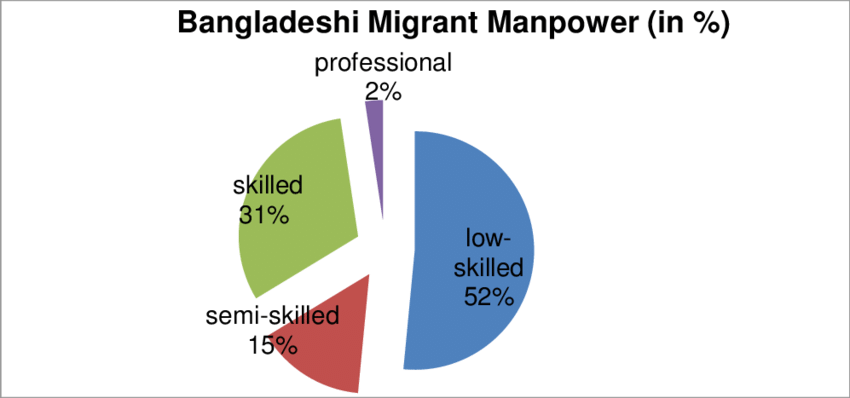 Bangladeshi Migrant Manpower (in %)
professional
2%
skilled
31%
low-
skilled
52%
semi-skilled
15%